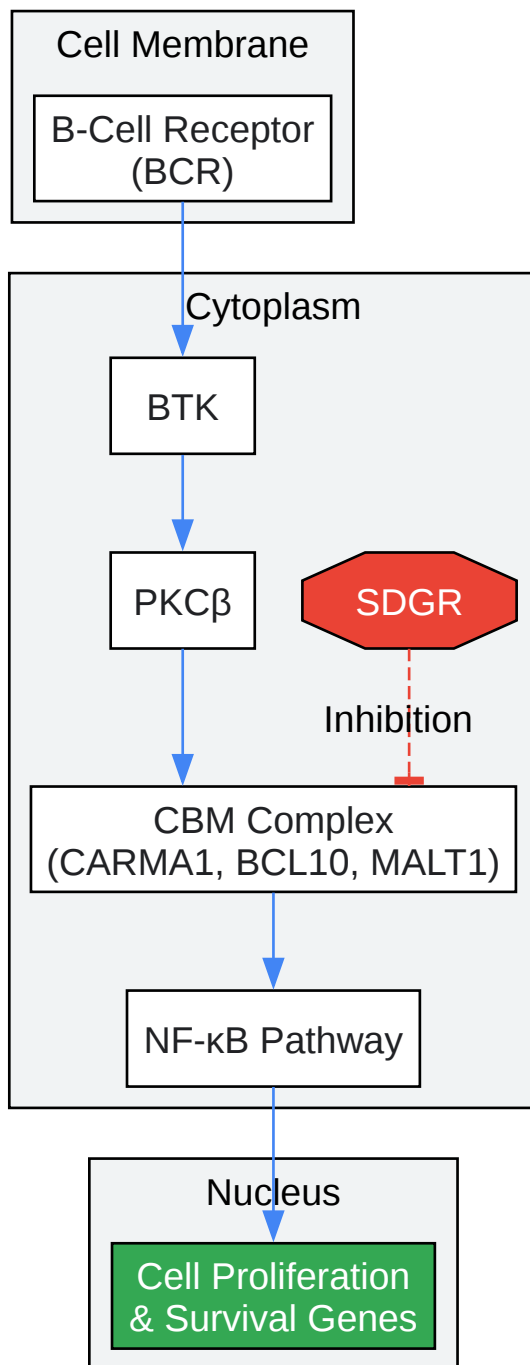 Cell Membrane
B-Cell Receptor
(BCR)
Cytoplasm
BTK
PKCβ
SDGR
Inhibition
CBM Complex
(CARMA1, BCL10, MALT1)
NF-κB Pathway
Nucleus
Cell Proliferation
& Survival Genes